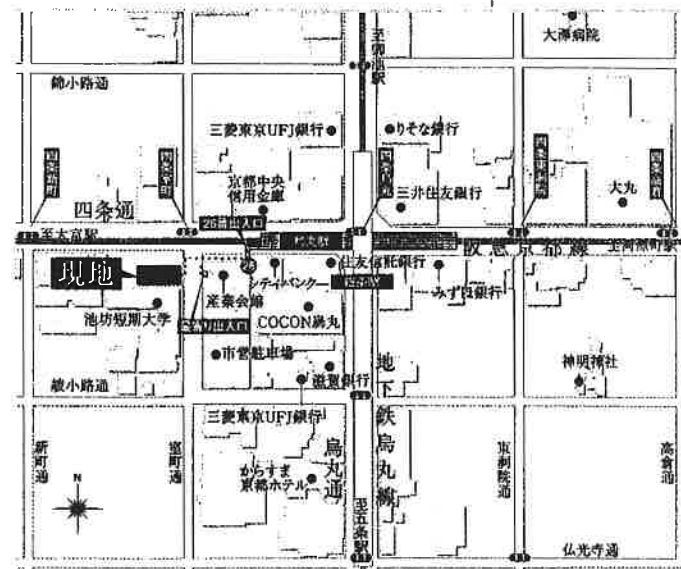 大澤病院
錦小路通
三菱東京UFJ銀行
りそな銀行
京都中央
信用金庫
三井住友銀行
大丸
四条通
26番出入口
至大宮駅
阪急京都線
至河原町駅
現地
26
シティバンク
住友信託銀行
みずほ銀行
産業会館
池坊短期大学
COCON烏丸
市営駐車場
滋賀銀行
神明神社
綾小路通
三菱東京UFJ銀行
地下鉄烏丸線
烏丸通
からすま
京都ホテル
新町通
室町通
東洞院通
高倉通
N
至五条駅
仏光寺通